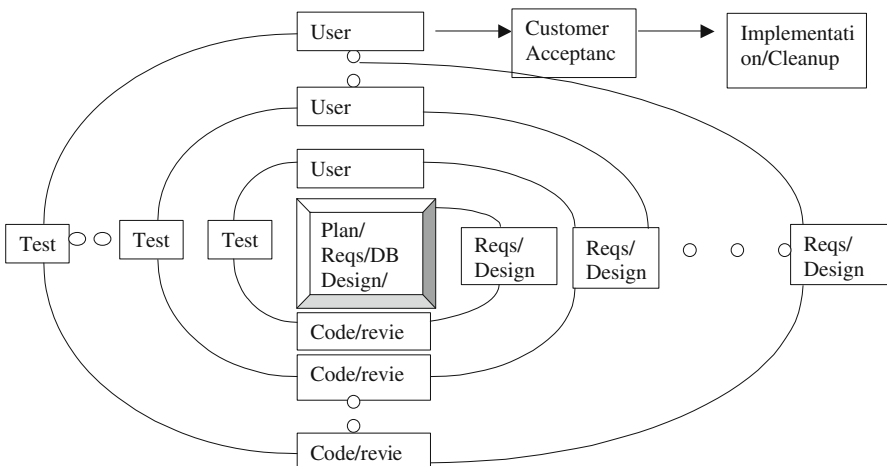 User
Customer
Acceptanc
Implementati
on/Cleanup
User
User
Test
Test
Test
Plan/
Reqs/DB
Design/
Reqs/
Design
Reqs/
Design
Reqs/
Design
Code/revie
Code/revie
Code/revie